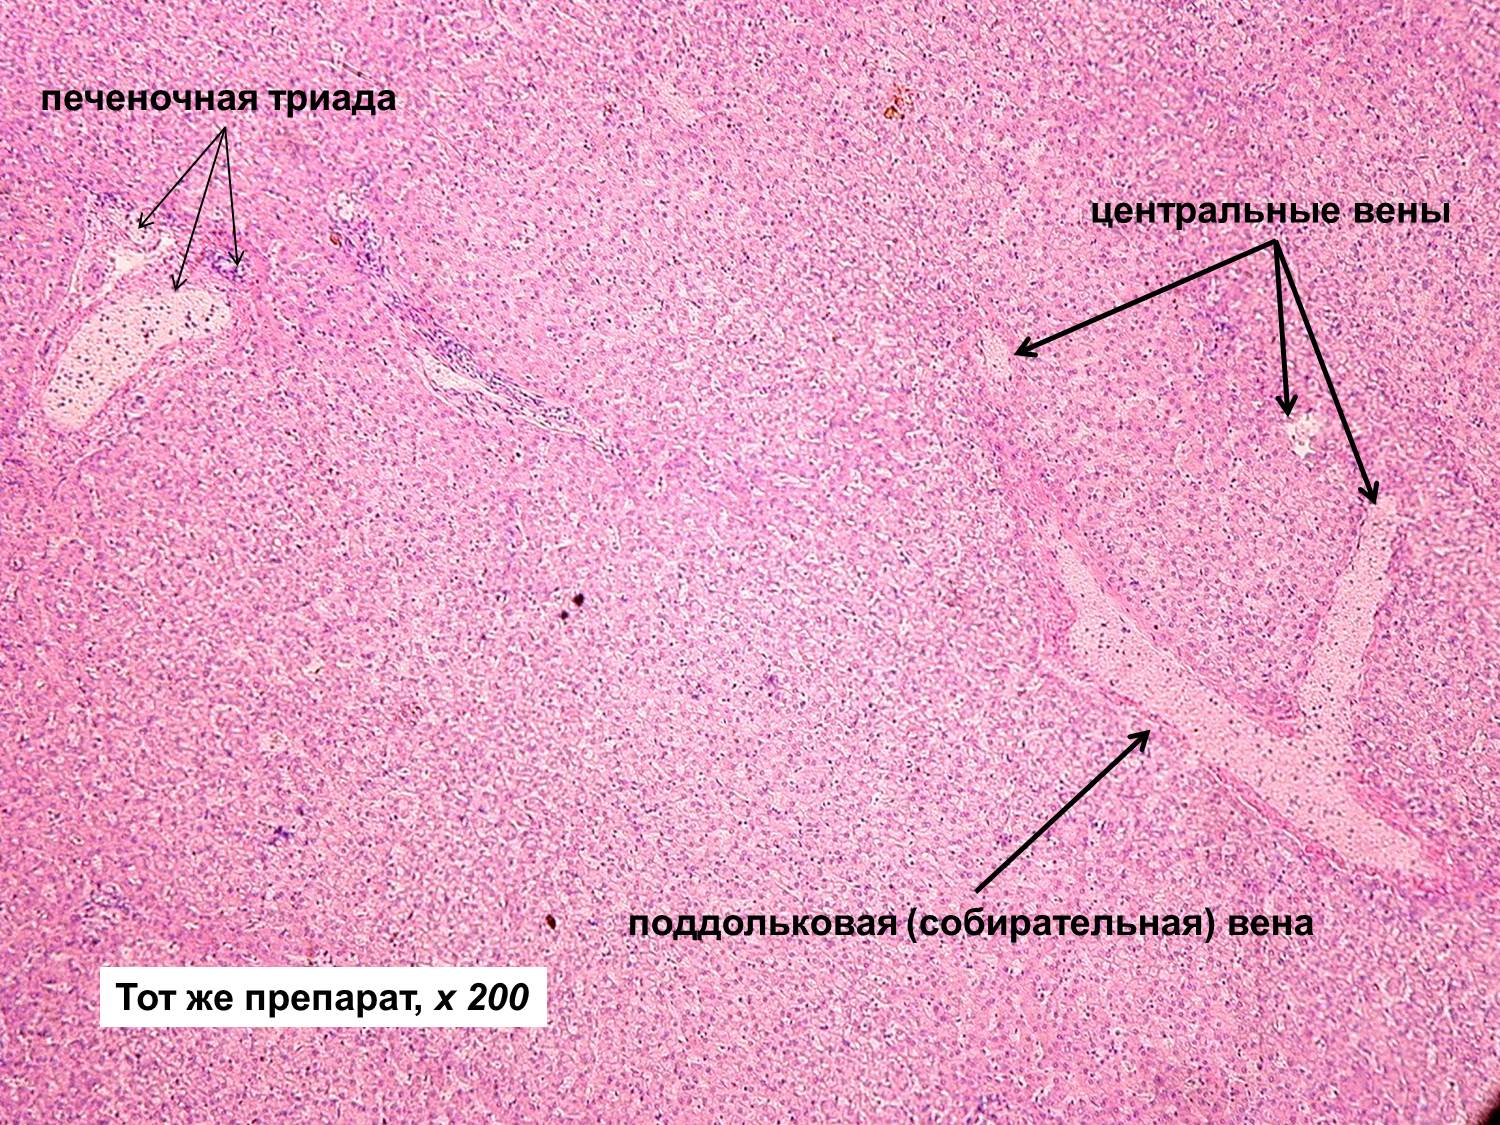 печеночная триада
центральные вены
поддольковая (собирательная) вена
Тот же препарат, х 200